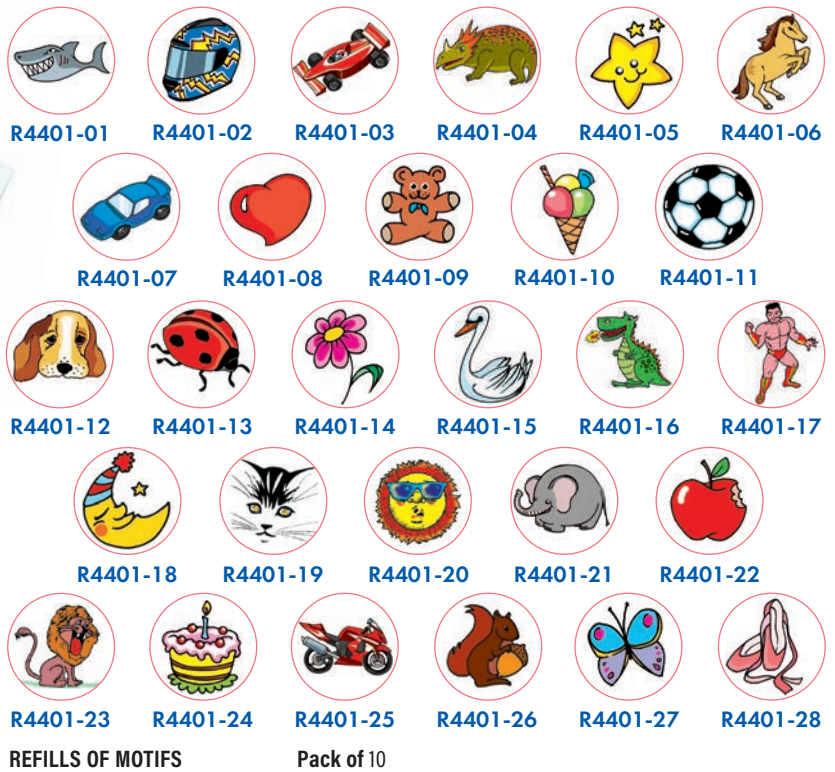 R4401-01 R4401-02 R4401-03 R4401-04 R4401-05 R4401-06
R4401-07 R4401-08 R4401-09 R4401-10 R4401-11
R4401-12 R4401-13 R4401-14 R4401-15 R4401-16 R4401-17
R4401-18 R4401-19 R4401-20 R4401-21 R4401-22
R4401-23 R4401-24 R4401-25 R4401-26 R4401-27 R4401-28
REFILLS OF MOTIFS Pack of 10